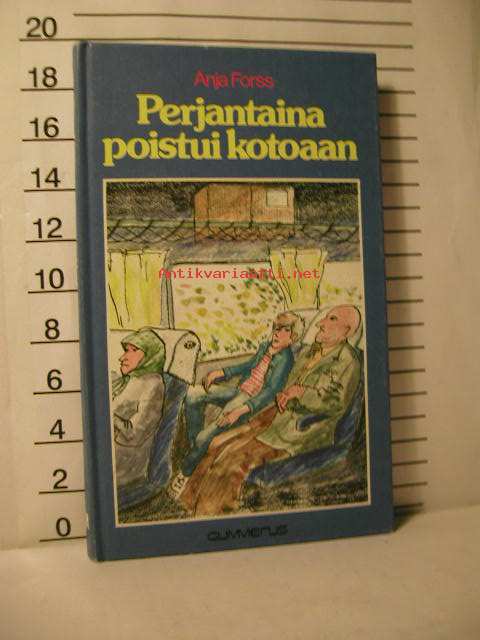 20
18
16
14
12
10
8
6
4
2
0
Anja Forss
Perjantaina
poistui kotoaan
Antikvariaatti.net
GUMMERUS